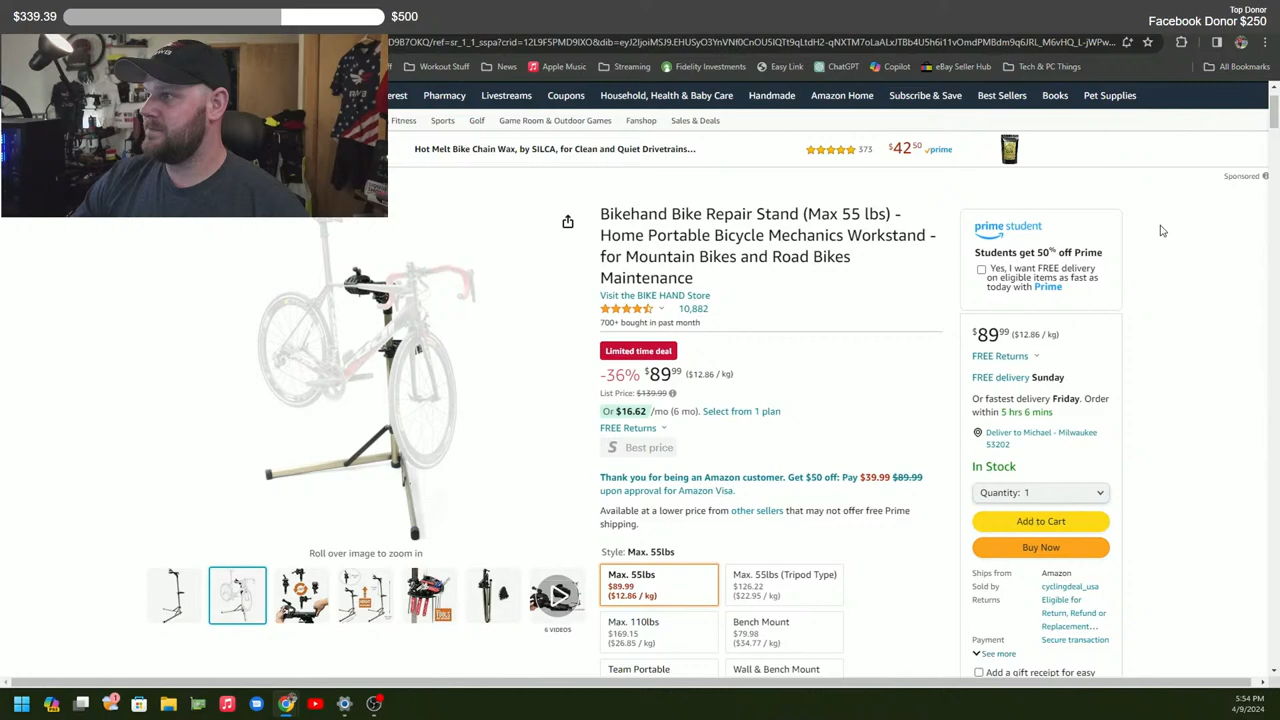 $339.39
$500
Top Donor
Facebook Donor $250
Workout Stuff
News
Apple Music
Streaming
Fidelity Investments
Easy Link
ChatGPT
Copilot
eBay Seller Hub
Tech & PC Things
All Bookmarks
erest
Pharmacy
Livestreams
Coupons
Household, Health & Baby Care
Handmade
Amazon Home
Subscribe & Save
Best Sellers
Books
Pet Supplies
Fitness
Sports
Golf
Game Room & Outdoor Games
Fanshop
Sales & Deals
Hot Melt Bike Chain Wax, by SILCA, for Clean and Quiet Drivetrains...
373
$42 50
prime
Sponsored
Bikehand Bike Repair Stand (Max 55 lbs) -
Home Portable Bicycle Mechanics Workstand -
for Mountain Bikes and Road Bikes
Maintenance
Visit the BIKE HAND Store
10,882
700+ bought in past month
Limited time deal
-36% $89 99 ($12.86 / kg)
List Price: $139.99
Or $16.62 /mo (6 mo). Select from 1 plan
FREE Returns
S Best price
Thank you for being an Amazon customer. Get $50 off: Pay $39.99 $89.99
upon approval for Amazon Visa.
Available at a lower price from other sellers that may not offer free Prime
shipping.
Style: Max. 55lbs
Max. 55lbs
$89.99
($12.86 / kg)
Max. 55lbs (Tripod Type)
$126.22
($22.95 / kg)
Max. 110lbs
$169.15
($26.85 / kg)
Bench Mount
$79.98
($34.77 / kg)
Team Portable
Wall & Bench Mount
Roll over image to zoom in
6 VIDEOS
prime student
Students get 50% off Prime
Yes, I want FREE delivery
on eligible items as fast as
today with Prime
$89 99 ($12.86 / kg)
FREE Returns
FREE delivery Sunday
Or fastest delivery Friday. Order
within 5 hrs 6 mins
Deliver to Michael - Milwaukee
53202
In Stock
Quantity: 1
Add to Cart
Buy Now
Ships from Amazon
Sold by cyclingdeal_usa
Returns Eligible for
Return, Refund or
Replacement...
Payment Secure transaction
See more
Add a gift receipt for easy
5:54 PM
4/9/2024